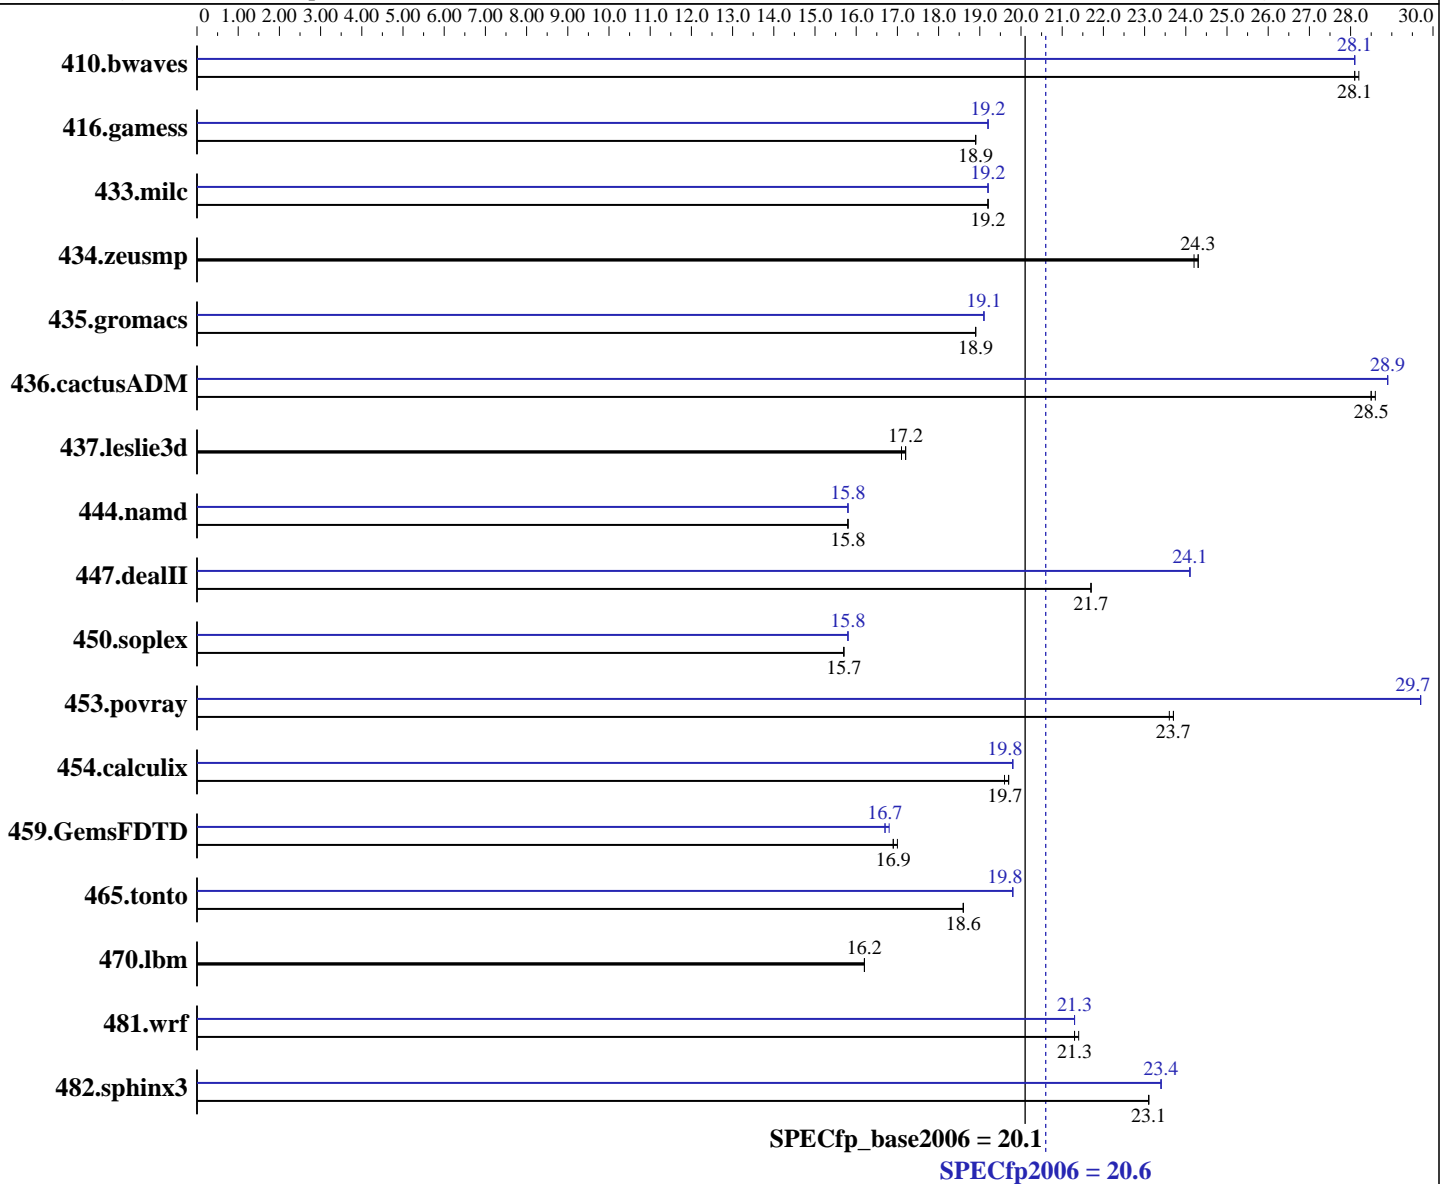 0 1.00 2.00 3.00 4.00 5.00 6.00 7.00 8.00 9.00 10.0 11.0 12.0 13.0 14.0 15.0 16.0 17.0 18.0 19.0 20.0 21.0 22.0 23.0 24.0 25.0 26.0 27.0 28.0 30.0
28.1
410.bwaves
28.1
19.2
416.gamess
18.9
19.2
433.milc
19.2
24.3
434.zeusmp
19.1
435.gromacs
18.9
28.9
436.cactusADM
28.5
17.2
437.leslie3d
15.8
444.namd
15.8
24.1
447.dealII
21.7
15.8
450.soplex
15.7
29.7
453.povray
23.7
19.8
454.calculix
19.7
16.7
459.GemsFDTD
16.9
19.8
465.tonto
18.6
16.2
470.lbm
21.3
481.wrf
21.3
23.4
482.sphinx3
23.1
SPECfp_base2006 = 20.1
SPECfp2006 = 20.6